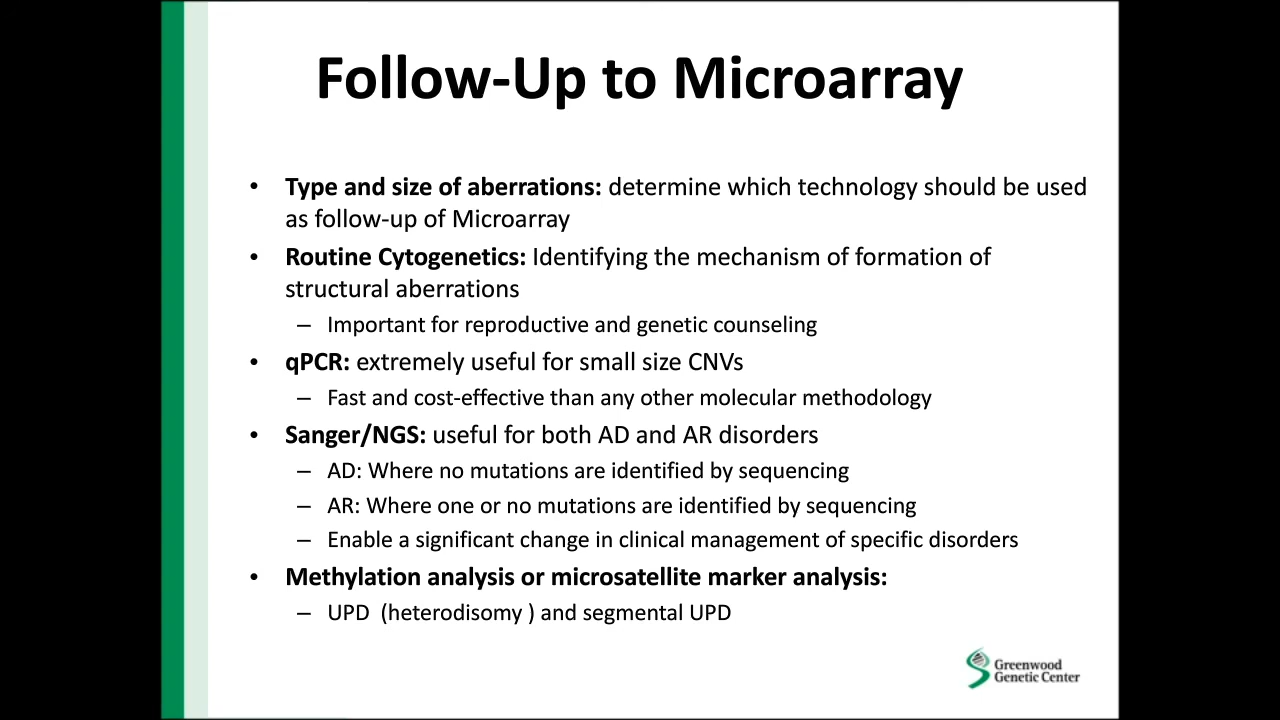 Follow-Up to Microarray
• Type and size of aberrations: determine which technology should be used
as follow-up of Microarray
• Routine Cytogenetics: Identifying the mechanism of formation of
structural aberrations
– Important for reproductive and genetic counseling
• qPCR: extremely useful for small size CNVs
– Fast and cost-effective than any other molecular methodology
• Sanger/NGS: useful for both AD and AR disorders
– AD: Where no mutations are identified by sequencing
– AR: Where one or no mutations are identified by sequencing
– Enable a significant change in clinical management of specific disorders
• Methylation analysis or microsatellite marker analysis:
– UPD (heterodisomy ) and segmental UPD
Greenwood
Genetic Center